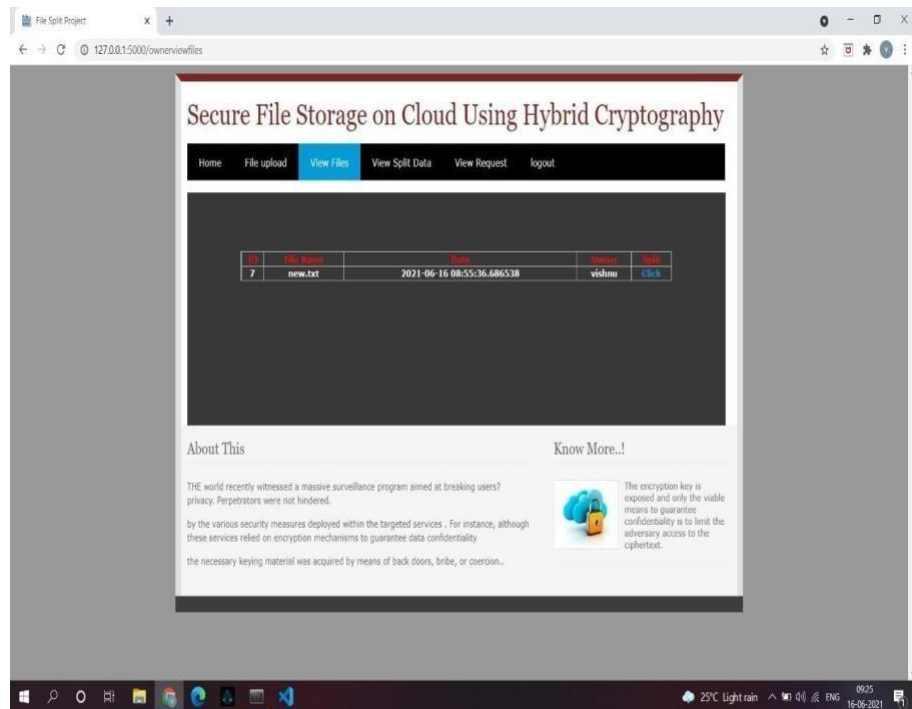 File Split Project
127.0.0.1:5000/ownerviewfiles
Secure File Storage on Cloud Using Hybrid Cryptography
Home File upload View Files View Split Data View Request logout
ID File Name Date Owner Split
7 new.txt 2021-06-16 08:55:36.686538 vishnu Click
About This
THE world recently witnessed a massive surveillance program aimed at breaking users?
privacy. Perpetrators were not hindered.
by the various security measures deployed within the targeted services . For instance, although
these services relied on encryption mechanisms to guarantee data confidentiality
the necessary keying material was acquired by means of back doors, bribe, or coercion..
Know More..!
The encryption key is
exposed and only the viable
means to guarantee
confidentiality is to limit the
adversary access to the
ciphertext.
25°C Light rain ENG
09:25
16-06-2021